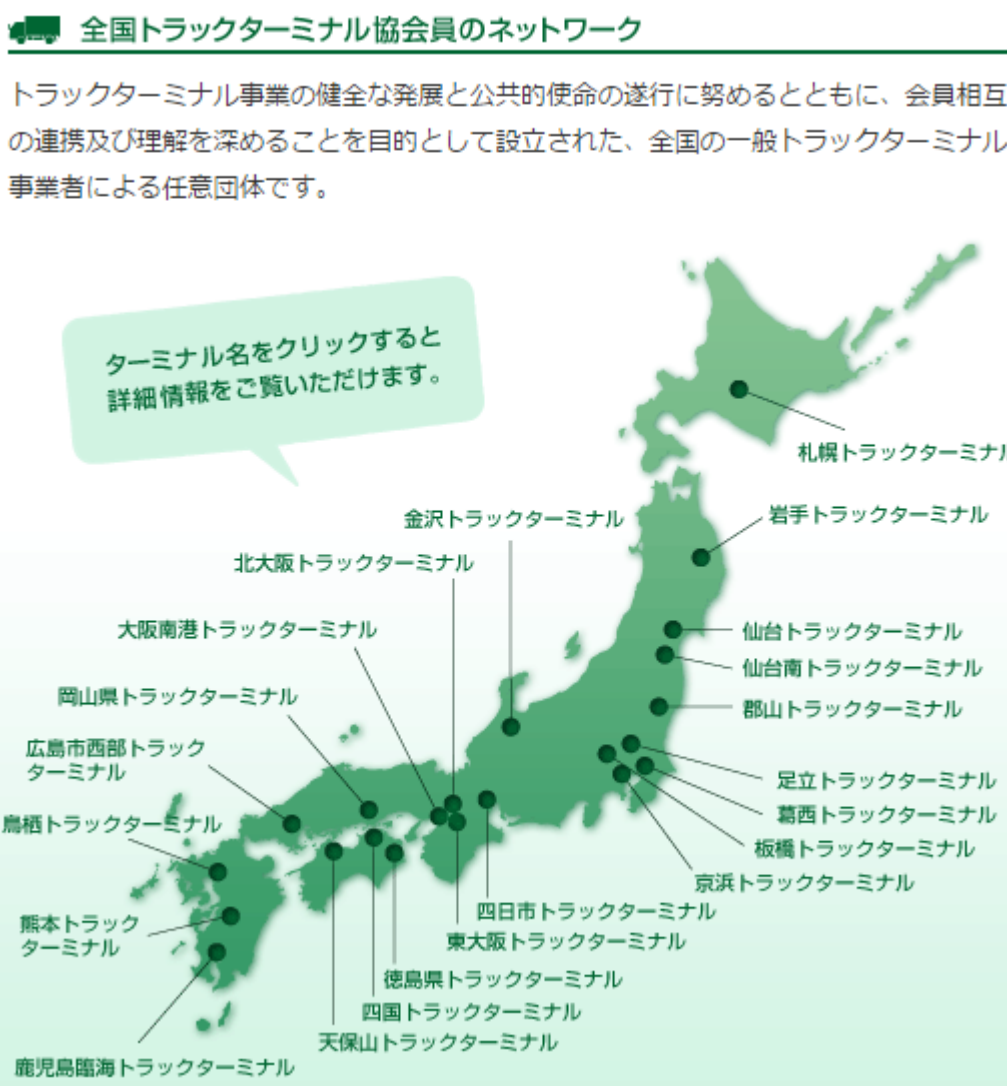 全国トラックターミナル協会員のネットワーク
トラックターミナル事業の健全な発展と公共的使命の遂行に努めるとともに、会員相互
の連携及び理解を深めることを目的として設立された、全国の一般トラックターミナル
事業者による任意団体です。
ターミナル名をクリックすると
詳細情報をご覧いただけます。
札幌トラックターミナル
岩手トラックターミナル
金沢トラックターミナル
北大阪トラックターミナル
大阪南港トラックターミナル
仙台トラックターミナル
仙台南トラックターミナル
岡山県トラックターミナル
郡山トラックターミナル
広島市西部トラック
ターミナル
足立トラックターミナル
葛西トラックターミナル
鳥栖トラックターミナル
板橋トラックターミナル
京浜トラックターミナル
四日市トラックターミナル
熊本トラック
ターミナル
東大阪トラックターミナル
徳島県トラックターミナル
四国トラックターミナル
天保山トラックターミナル
鹿児島臨海トラックターミナル